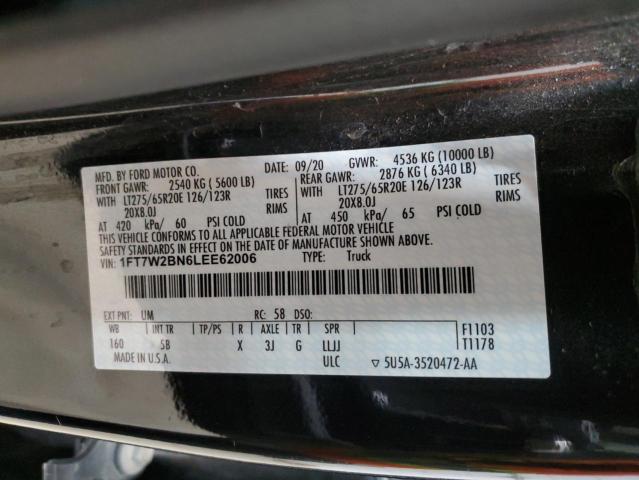 MFD. BY FORD MOTOR CO. 09/20 GVWR: 4536 KG (10000 LB)
FRONT GAWR: 2540 KG ( 5600 LB) REAR GAWR: 2876 KG ( 6340 LB)
WITH LT275/65R20E 126/123R TIRES WITH LT275/65R20E 126/123R TIRES
20X8.0J RIMS 20X8.0J RIMS
AT 420 kPa/ 60 PSI COLD AT 450 kPa/ 65 PSI COLD
THIS VEHICLE CONFORMS TO ALL APPLICABLE FEDERAL MOTOR VEHICLE
SAFETY STANDARDS IN EFFECT ON THE DATE OF MANUFACTURE SHOWN ABOVE.
VIN: 1FT7W2BN6LEE62006 TYPE: Truck
EXT PNT: UM RC: 58 DSO:
WB INT TR TP/PS R AXLE TR SPR F1103
160 5B X 3J G LLJJ T1178
MADE IN U.S.A. ULC ▽ 5U5A-3520472-AA